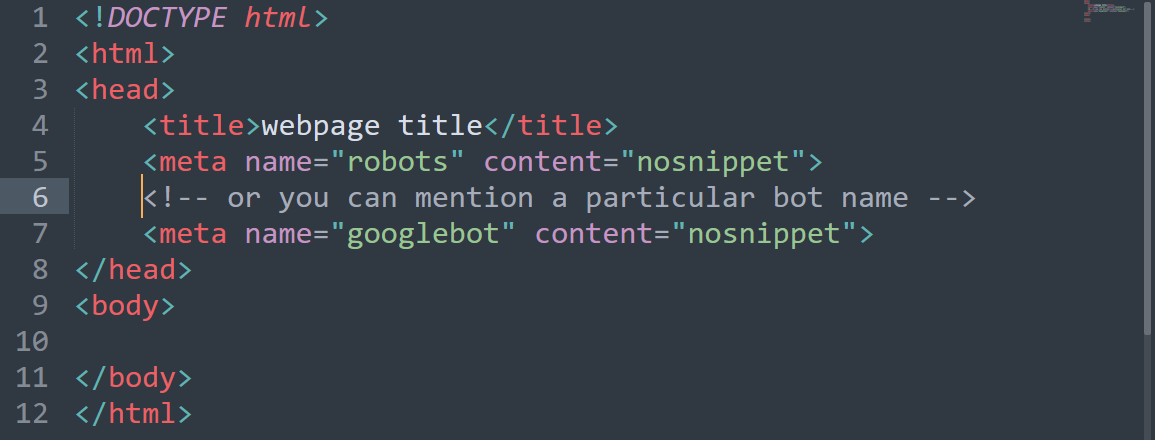 1 <!DOCTYPE html>
2 <html>
3 <head>
4     <title>webpage title</title>
5     <meta name="robots" content="nosnippet">
6     <!-- or you can mention a particular bot name -->
7     <meta name="googlebot" content="nosnippet">
8 </head>
9 <body>
10
11 </body>
12 </html>